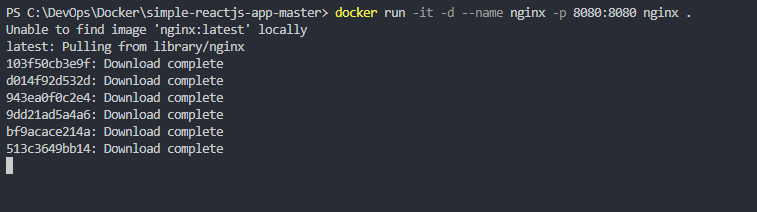 PS C:\DevOps\Docker\simple-reactjs-app-master> docker run -it -d --name nginx -p 8080:8080 nginx .
Unable to find image 'nginx:latest' locally
latest: Pulling from library/nginx
103f50cb3e9f: Download complete
d014f92d532d: Download complete
943ea0f0c2e4: Download complete
9dd21ad5a4a6: Download complete
bf9acace214a: Download complete
513c3649bb14: Download complete